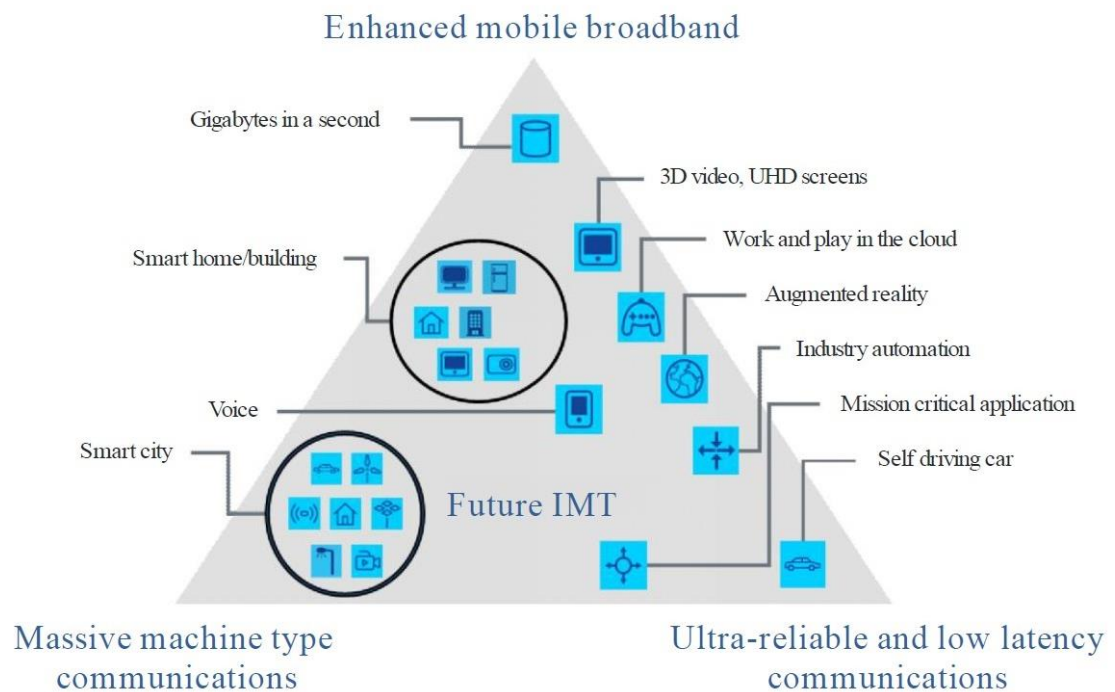 Enhanced mobile broadband
Gigabytes in a second
3D video, UHD screens
Work and play in the cloud
Smart home/building
Augmented reality
Industry automation
Voice
Mission critical application
Smart city
Self driving car
Future IMT
Massive machine type
communications
Ultra-reliable and low latency
communications